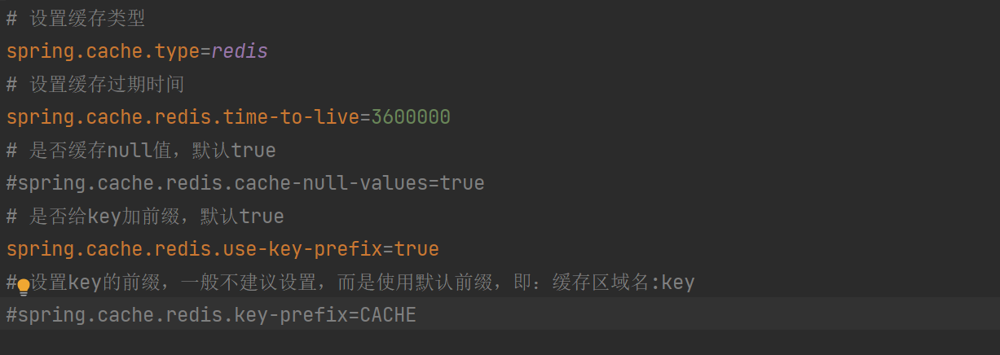 # 设置缓存类型
spring.cache.type=redis
# 设置缓存过期时间
spring.cache.redis.time-to-live=3600000
# 是否缓存null值，默认true
#spring.cache.redis.cache-null-values=true
# 是否给key加前缀，默认true
spring.cache.redis.use-key-prefix=true
# 设置key的前缀，一般不建议设置，而是使用默认前缀，即：缓存区域名:key
#spring.cache.redis.key-prefix=CACHE